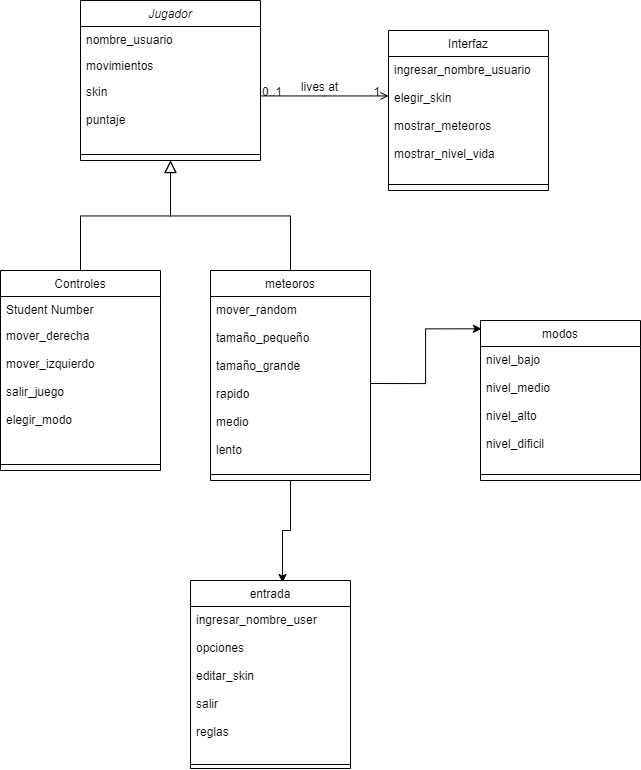 Jugador
nombre_usuario
movimientos
skin
puntaje
0..1
lives at
1
Interfaz
ingresar_nombre_usuario
elegir_skin
mostrar_meteoros
mostrar_nivel_vida
Controles
Student Number
mover_derecha
mover_izquierdo
salir_juego
elegir_modo
meteoros
mover_random
tamaño_pequeño
tamaño_grande
rapido
medio
lento
modos
nivel_bajo
nivel_medio
nivel_alto
nivel_dificil
entrada
ingresar_nombre_user
opciones
editar_skin
salir
reglas